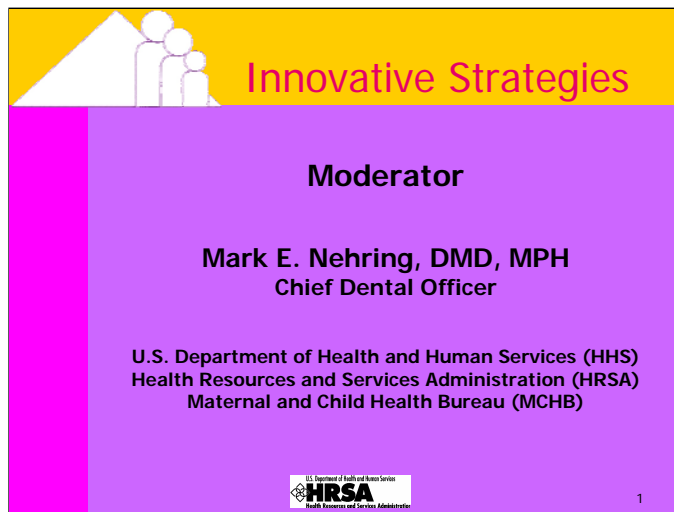 Innovative Strategies
Moderator
Mark E. Nehring, DMD, MPH
Chief Dental Officer
U.S. Department of Health and Human Services (HHS)
Health Resources and Services Administration (HRSA)
Maternal and Child Health Bureau (MCHB)
U.S. Department of Health and Human Services
HRSA
Health Resources and Services Administration
1